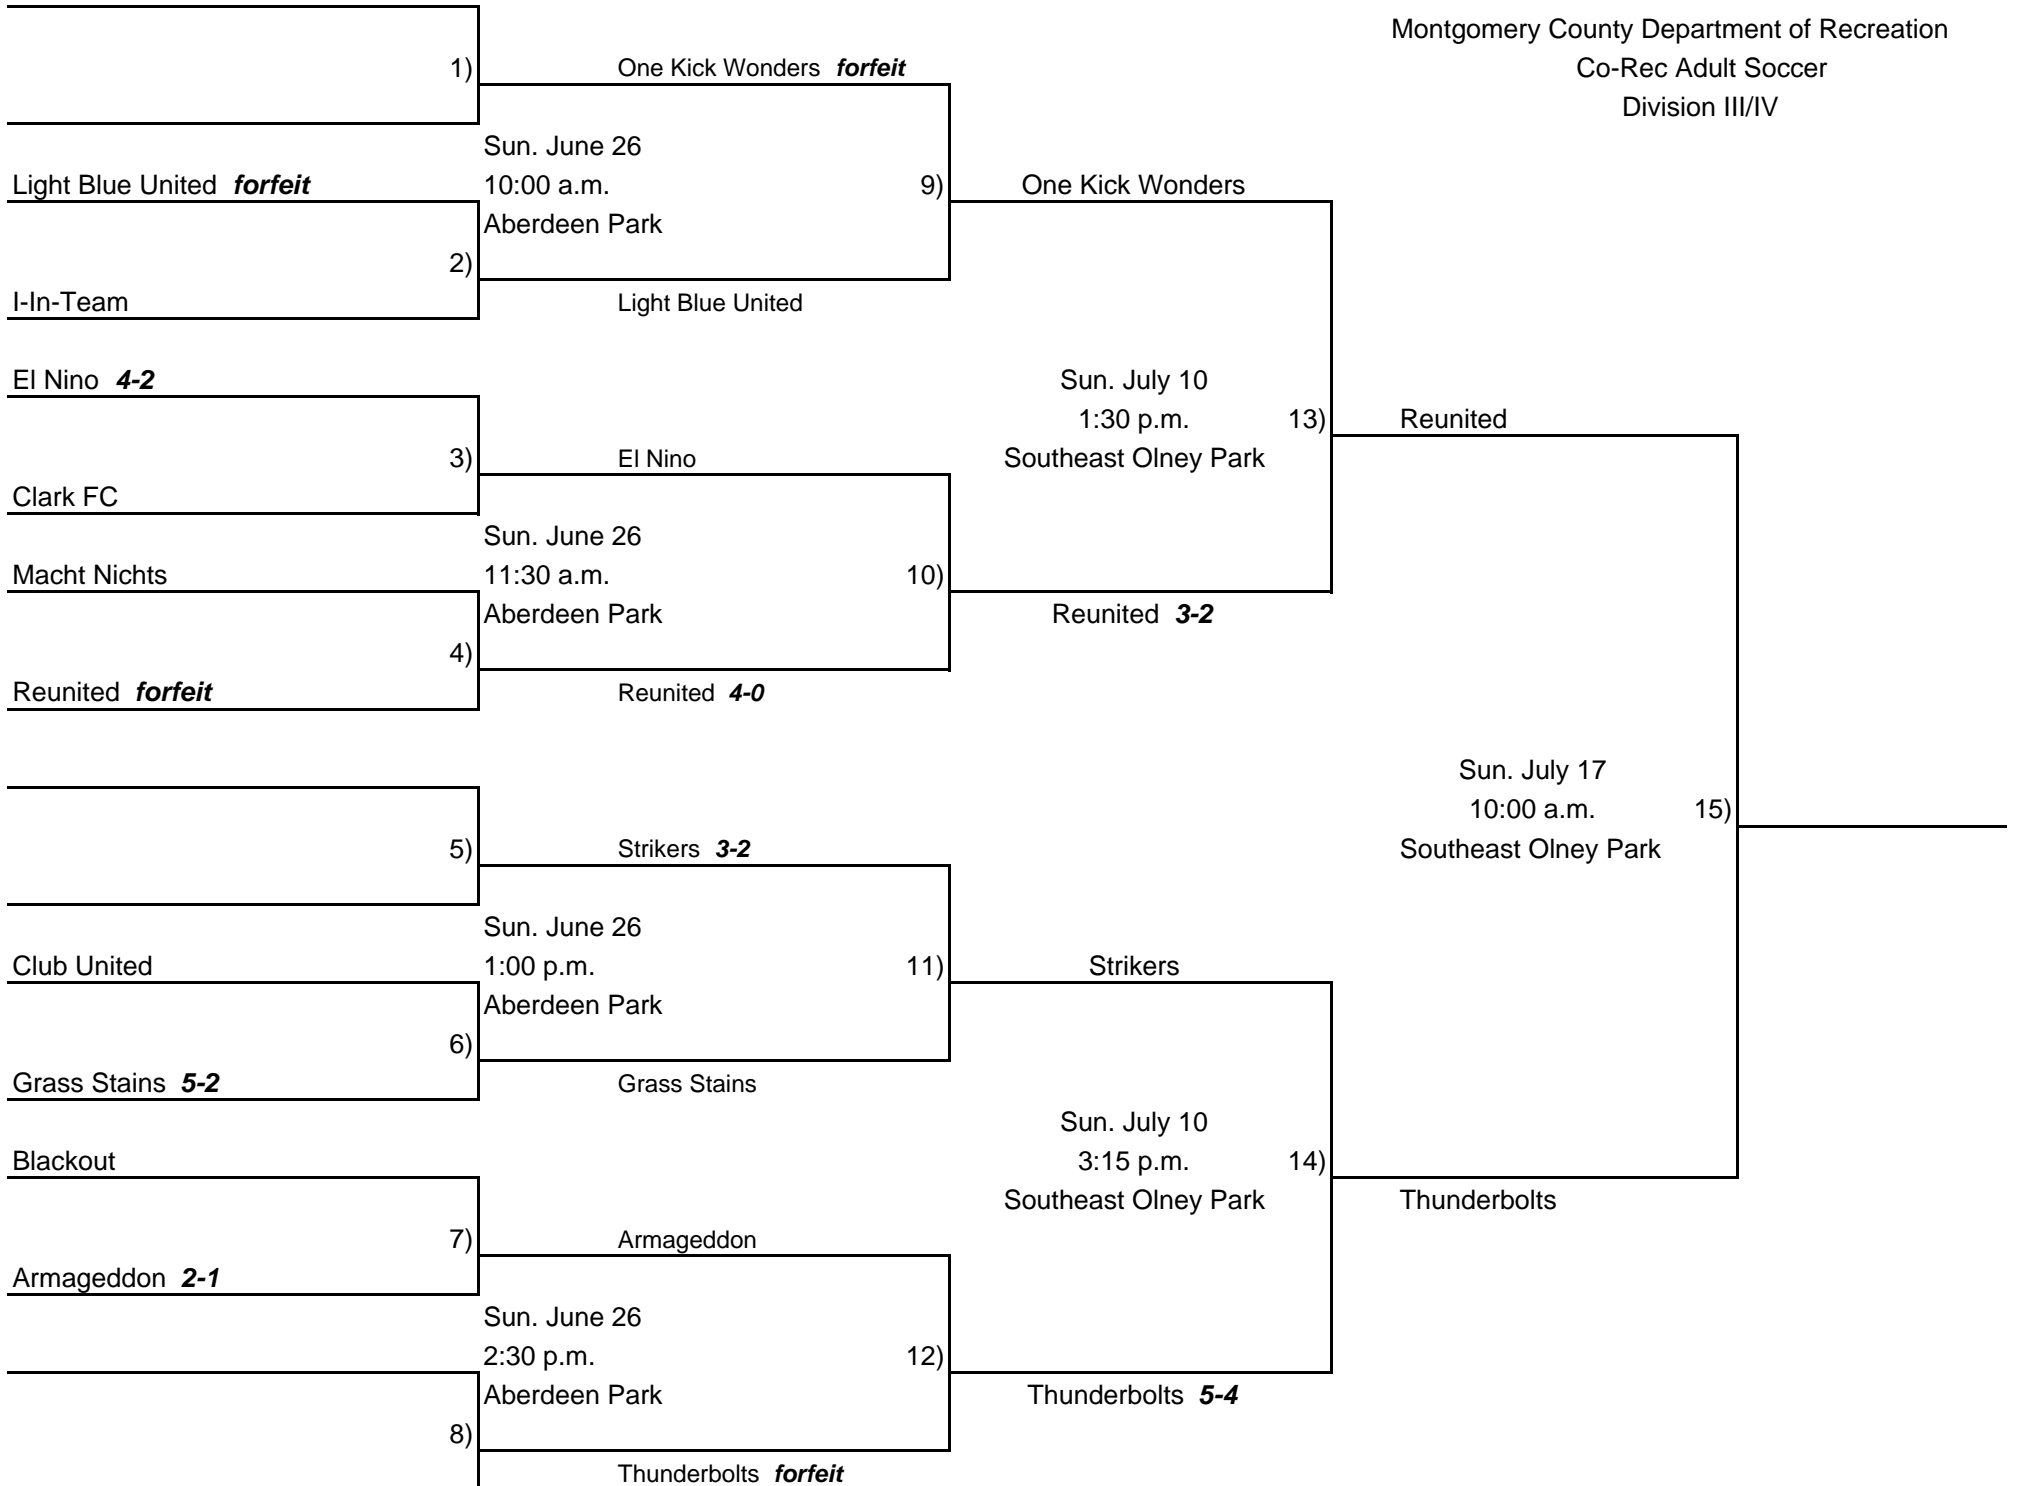 Montgomery County Department of Recreation
Co-Rec Adult Soccer
Division III/IV
1)
One Kick Wonders forfeit
Sun. June 26
Light Blue United forfeit
10:00 a.m.
9)
One Kick Wonders
Aberdeen Park
2)
I-In-Team
Light Blue United
El Nino 4-2
Sun. July 10
1:30 p.m.
13)
Reunited
3)
El Nino
Southeast Olney Park
Clark FC
Sun. June 26
Macht Nichts
11:30 a.m.
10)
Aberdeen Park
Reunited 3-2
4)
Reunited forfeit
Reunited 4-0
Sun. July 17
10:00 a.m.
15)
5)
Strikers 3-2
Southeast Olney Park
Sun. June 26
Club United
1:00 p.m.
11)
Strikers
Aberdeen Park
6)
Grass Stains 5-2
Grass Stains
Sun. July 10
Blackout
3:15 p.m.
14)
Southeast Olney Park
Thunderbolts
7)
Armageddon
Armageddon 2-1
Sun. June 26
2:30 p.m.
12)
Aberdeen Park
Thunderbolts 5-4
8)
Thunderbolts forfeit